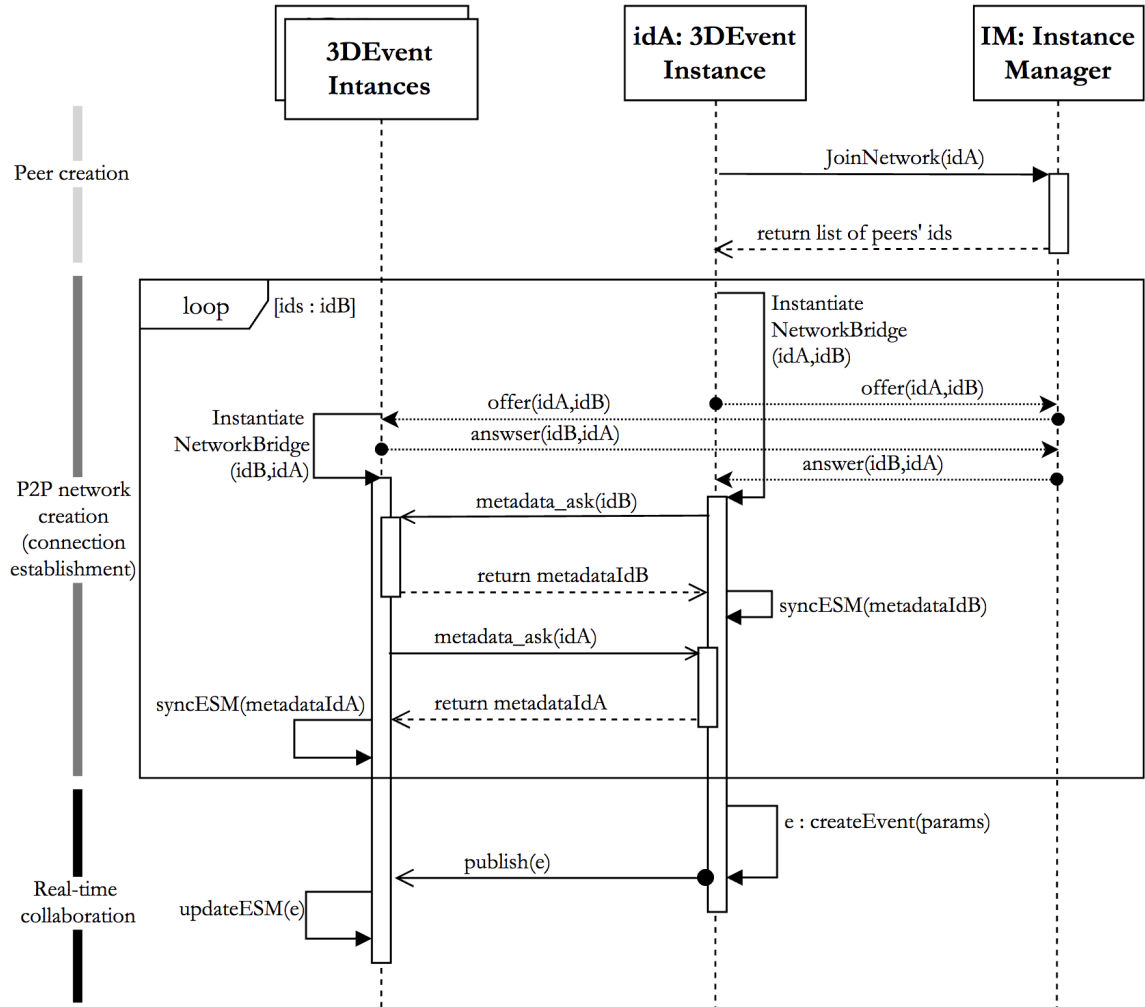 3DEvent
Intances
idA: 3DEvent
Instance
IM: Instance
Manager
Peer creation
JoinNetwork(idA)
return list of peers' ids
loop
[ids : idB]
Instantiate
NetworkBridge
(idA,idB)
offer(idA,idB)
offer(idA,idB)
Instantiate
NetworkBridge
(idB,idA)
answser(idB,idA)
answer(idB,idA)
P2P network
creation
(connection
establishment)
metadata_ask(idB)
return metadataIdB
syncESM(metadataIdB)
metadata_ask(idA)
return metadataIdA
syncESM(metadataIdA)
e : createEvent(params)
publish(e)
Real-time
collaboration
updateESM(e)